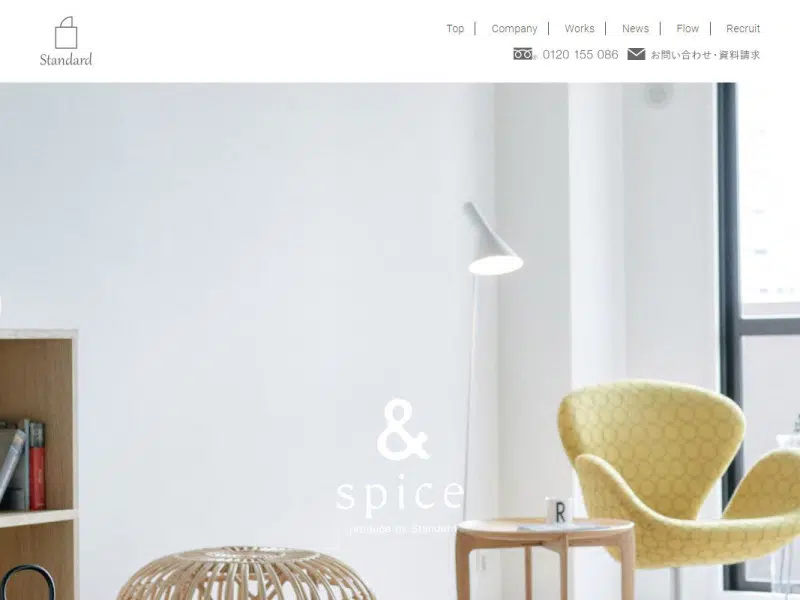 Standard
Top
Company
Works
News
Flow
Recruit
0120 155 086
お問い合わせ・資料請求
&
spice
by Standard
R